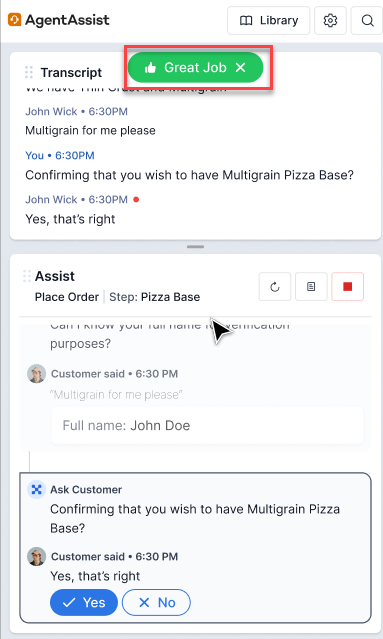 AgentAssist
Library
Great Job
Transcript
We have Thin Crust and Multigrain
John Wick • 6:30PM
Multigrain for me please
You • 6:30PM
Confirming that you wish to have Multigrain Pizza Base?
John Wick • 6:30PM
Yes, that's right
Assist
Place Order | Step: Pizza Base
Can I know your full name for verification
purposes?
Customer said • 6:30 PM
"Multigrain for me please"
Full name: John Doe
Ask Customer
Confirming that you wish to have Multigrain Pizza
Base?
Customer said • 6:30 PM
Yes, that's right
Yes
No